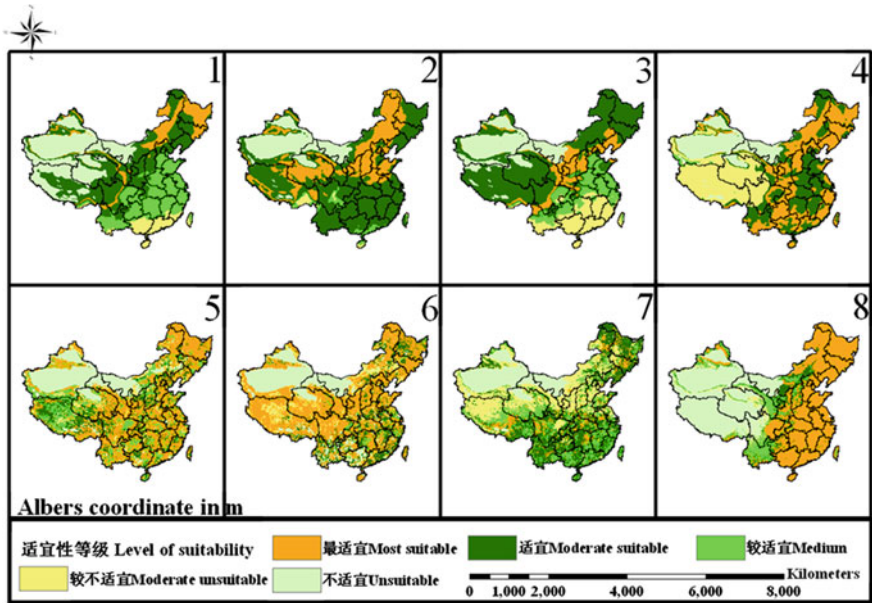 1 2 3 4
5 6 7 8
Albers coordinate in m
适宜性等级 Level of suitability 最适宜Most suitable 适宜Moderate suitable 较适宜Medium
较不适宜Moderate unsuitable 不适宜Unsuitable Kilometers
0 1,000 2,000 4,000 6,000 8,000